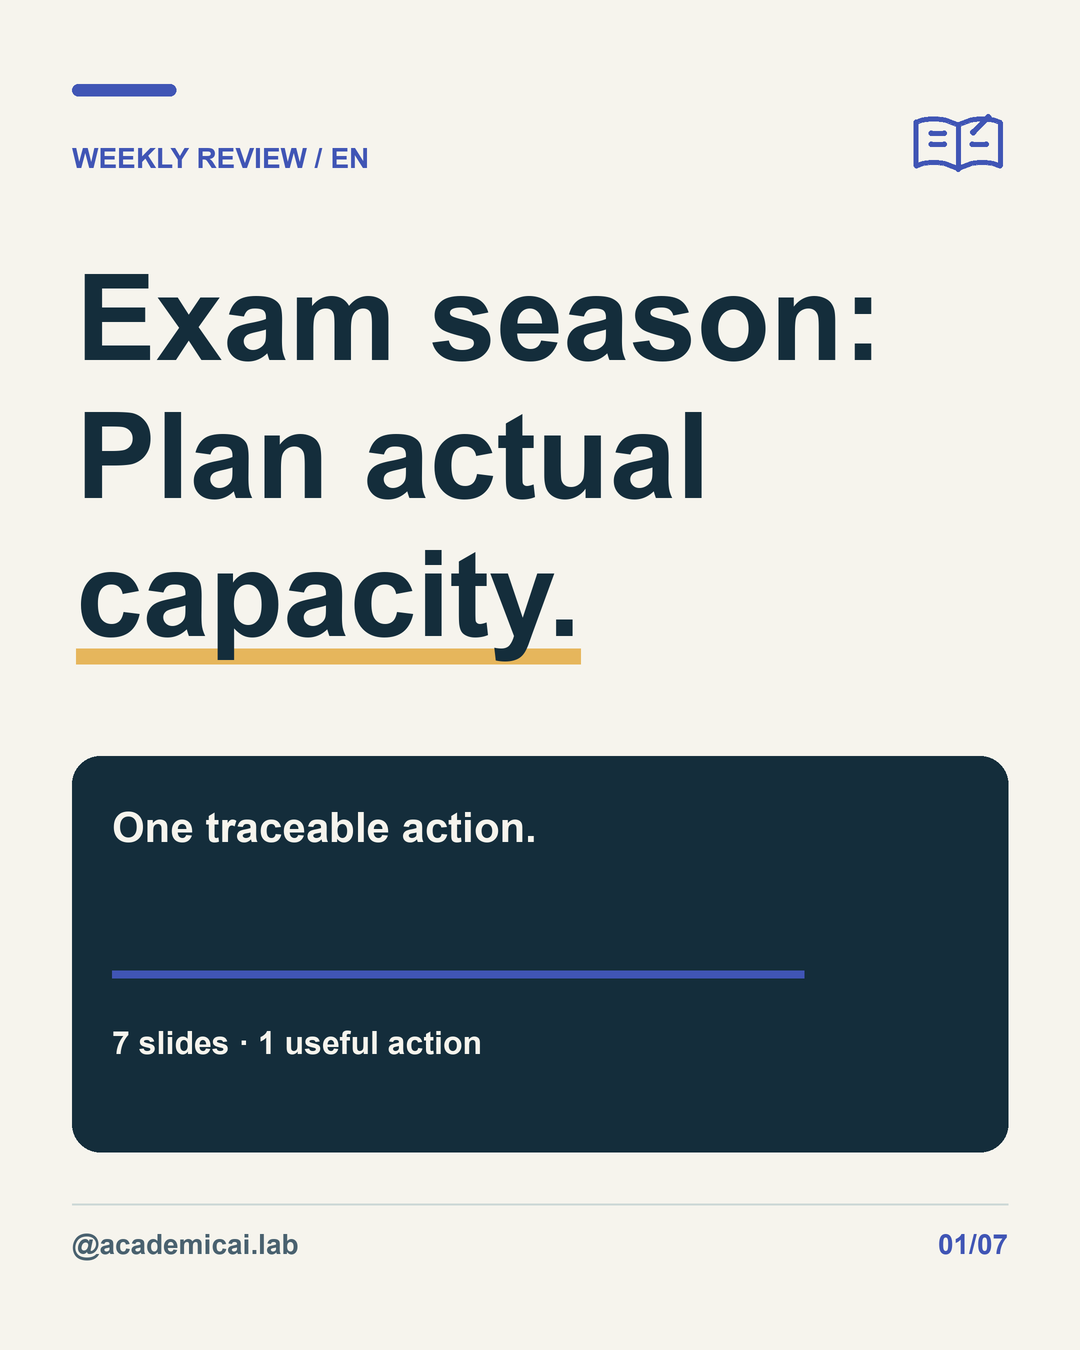 WEEKLY REVIEW / EN
Exam season:
Plan actual
capacity.
One traceable action.
7 slides · 1 useful action
@academicai.lab
01/07